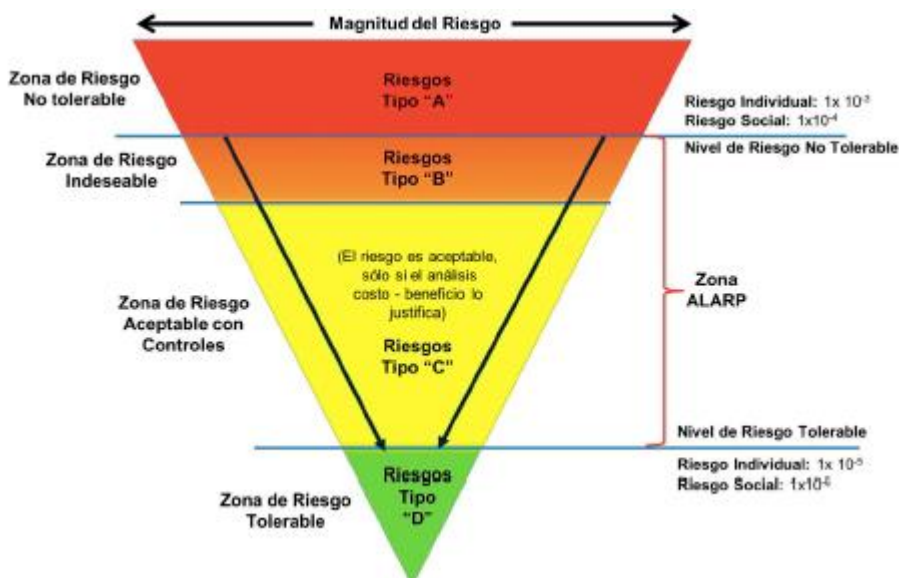 Magnitud del Riesgo
Zona de Riesgo
No tolerable
Riesgos
Tipo "A"
Riesgo Individual: 1x 10⁻³
Riesgo Social: 1x10⁻⁴
Nivel de Riesgo No Tolerable
Zona de Riesgo
Indeseable
Riesgos
Tipo "B"
(El riesgo es aceptable,
sólo si el análisis
costo - beneficio lo
justifica)
Zona de Riesgo
Aceptable con
Controles
Riesgos
Tipo "C"
Zona
ALARP
Nivel de Riesgo Tolerable
Riesgo Individual: 1x 10⁻⁵
Riesgo Social:
Zona de Riesgo
Tolerable
Riesgos
Tipo
"D"